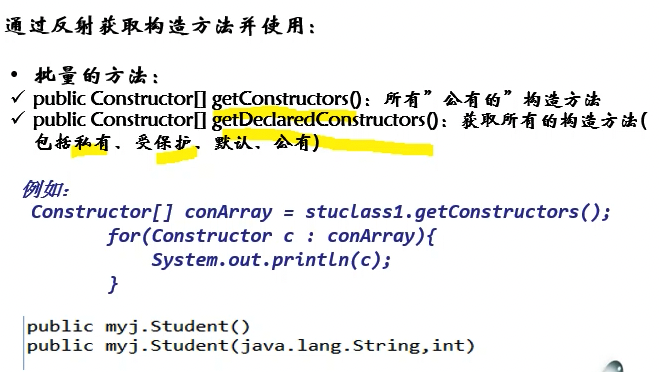 通过反射获取构造方法并使用：
• 批量的方法：
✓ public Constructor[] getConstructors()：所有”公有的”构造方法
✓ public Constructor[] getDeclaredConstructors()：获取所有的构造方法(
包括私有、受保护、默认、公有)
例如：
Constructor[] conArray = stuclass1.getConstructors();
for(Constructor c : conArray){
System.out.println(c);
}
public myj.Student()
public myj.Student(java.lang.String,int)